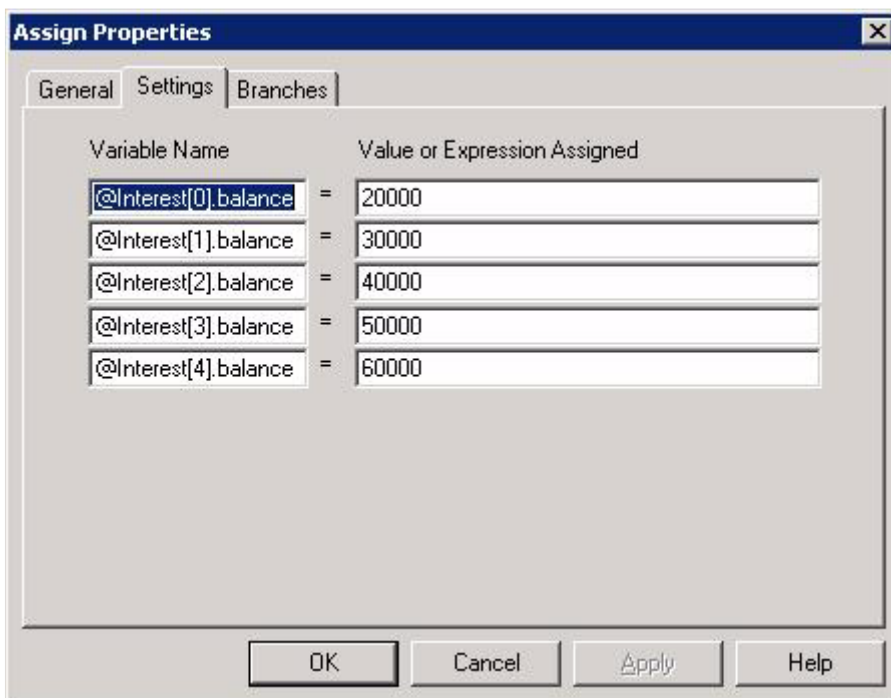 Assign Properties
General Settings Branches
Variable Name Value or Expression Assigned
@Interest[0].balance = 20000
@Interest[1].balance = 30000
@Interest[2].balance = 40000
@Interest[3].balance = 50000
@Interest[4].balance = 60000
OK Cancel Apply Help